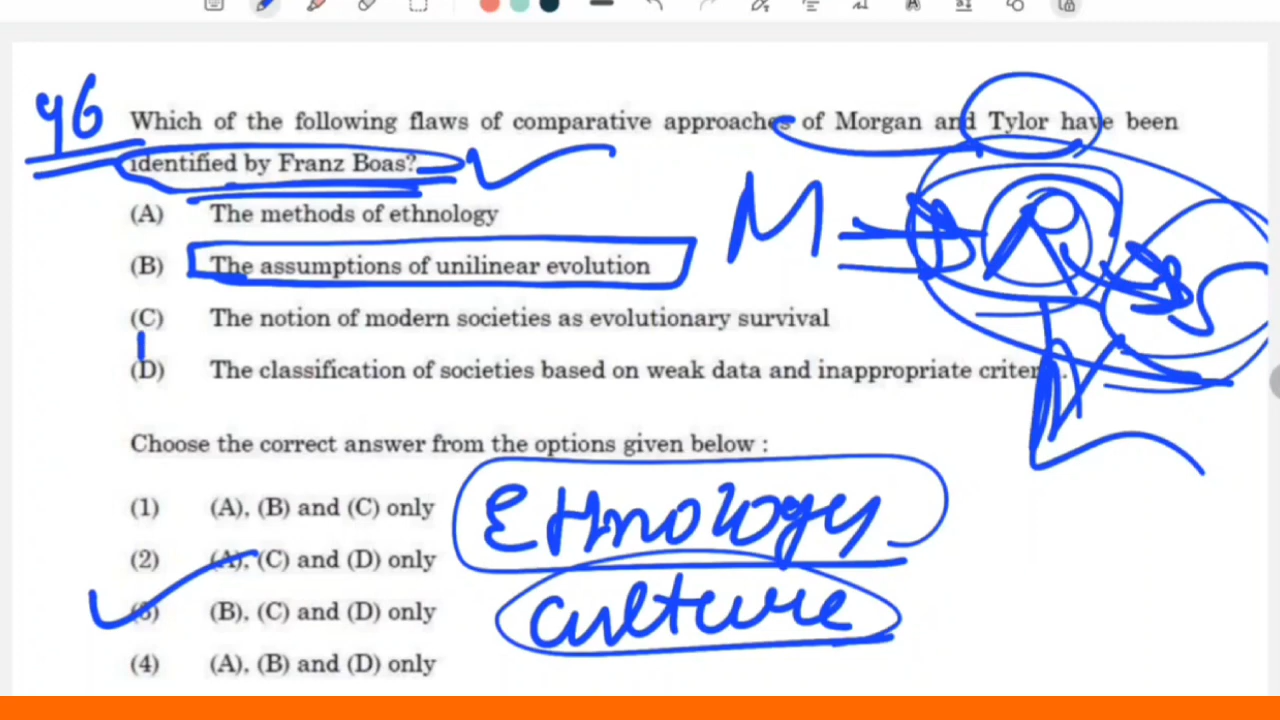 46
Which of the following flaws of comparative approaches of Morgan and Tylor have been
identified by Franz Boas?
(A) The methods of ethnology
(B) The assumptions of unilinear evolution
(C) The notion of modern societies as evolutionary survival
(D) The classification of societies based on weak data and inappropriate
Choose the correct answer from the options given below :
(1) (A), (B) and (C) only
(2) (A), (C) and (D) only
(3) (B), (C) and (D) only
(4) (A), (B) and (D) only
M
Ethnology
culture